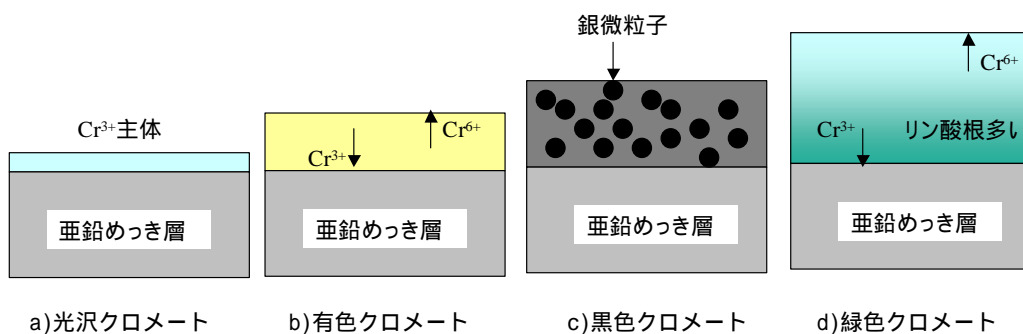 Cr3+主体
亜鉛めっき層
a)光沢クロメート
Cr6+
Cr3+
亜鉛めっき層
b)有色クロメート
銀微粒子
亜鉛めっき層
c)黒色クロメート
Cr6+
Cr3+
リン酸根多い
亜鉛めっき層
d)緑色クロメート